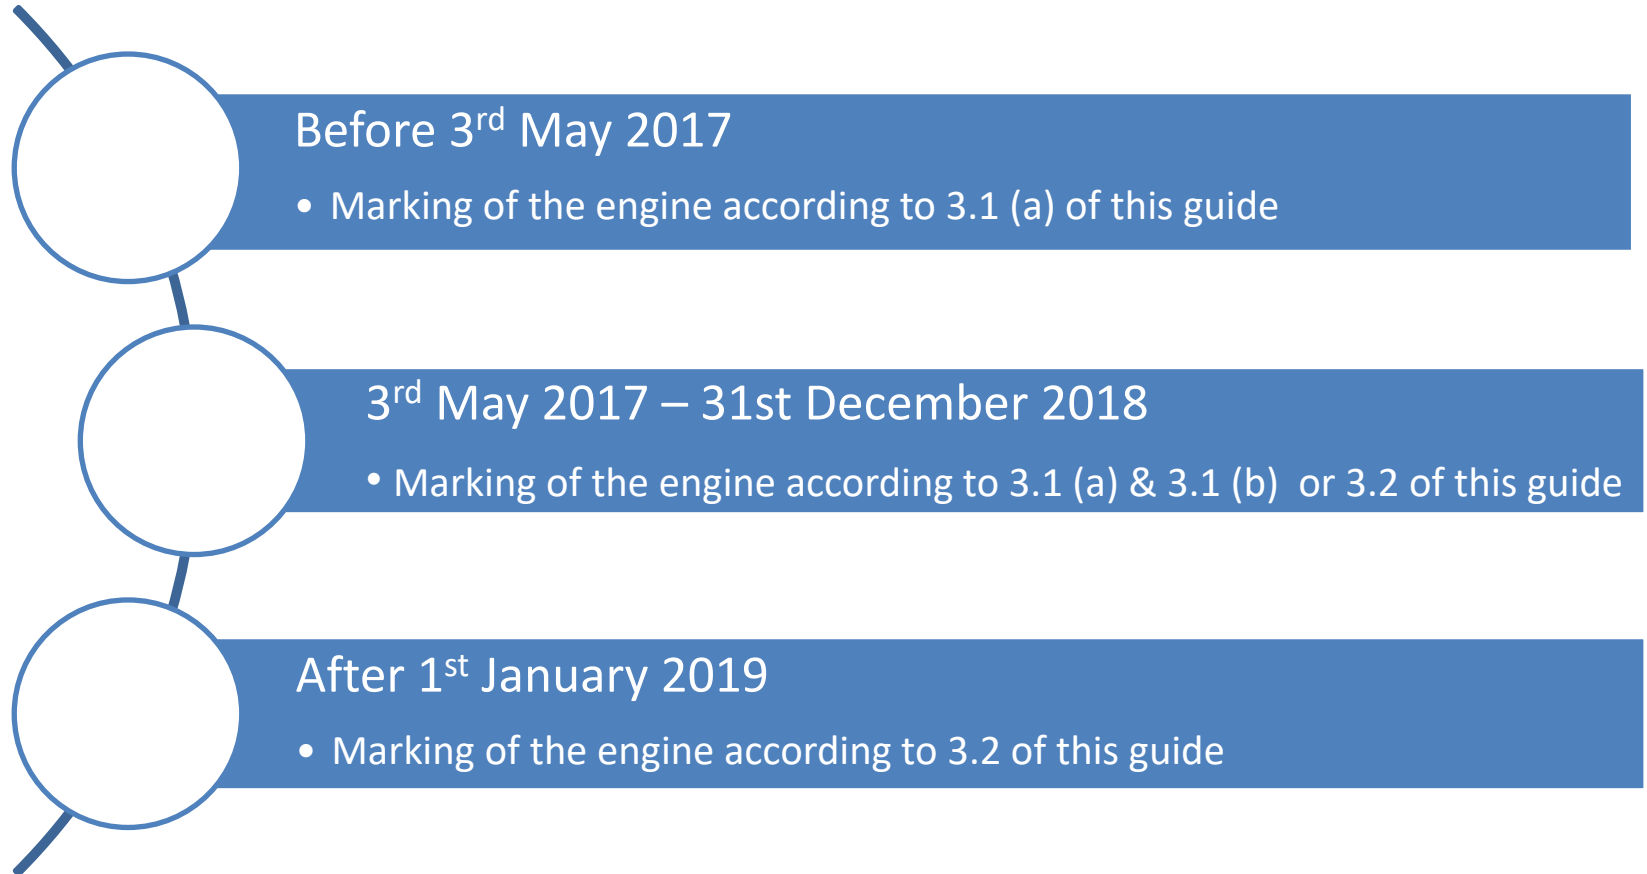 Before 3rd May 2017
• Marking of the engine according to 3.1 (a) of this guide
3rd May 2017 – 31st December 2018
• Marking of the engine according to 3.1 (a) & 3.1 (b)  or 3.2 of this guide
After 1st January 2019
• Marking of the engine according to 3.2 of this guide